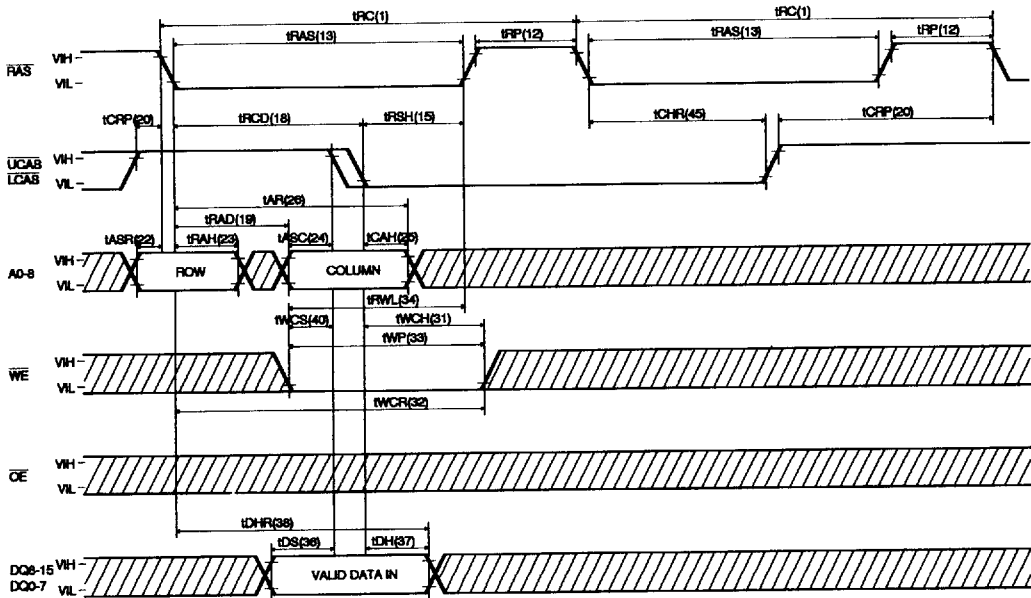 tRC(1) tRC(1)
tRAS(13) tRP(12) tRAS(13) tRP(12)
RAS VIH
VIL
tCRP(20) tRCD(18) tRSH(15) tCHR(45) tCRP(20)
UCAS VIH
LCAS VIL
tAR(26)
tRAD(19)
tASR(22) tRAH(23) tASC(24) tCAH(25)
A0-8 VIH
VIL
ROW COLUMN
tRWL(34)
tWCS(40) tWCH(31)
tWP(33)
WE VIH
VIL
tWCR(32)
OE VIH
VIL
tDHR(38)
tDS(36) tDH(37)
DQ8-15 VIH
DQ0-7 VIL
VALID DATA IN